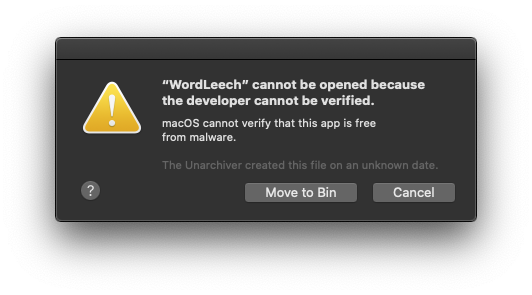 “WordLeech” cannot be opened because
the developer cannot be verified.
macOS cannot verify that this app is free
from malware.
The Unarchiver created this file on an unknown date.
?
Move to Bin
Cancel